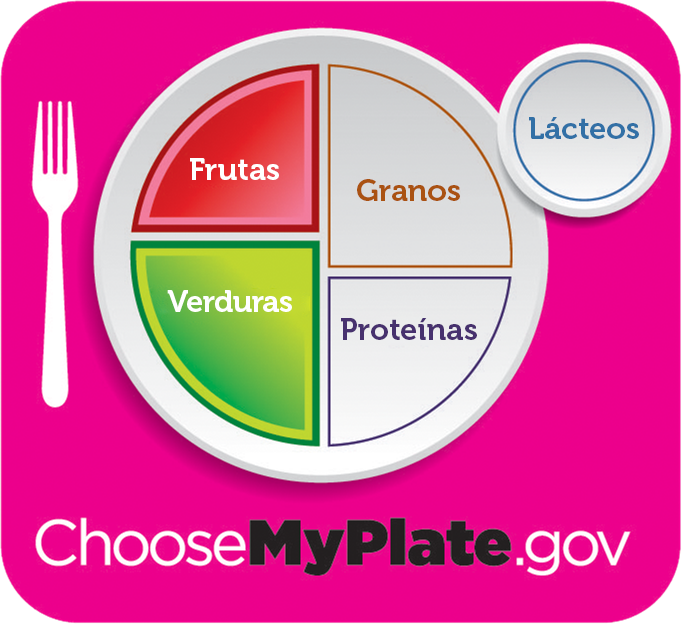 Frutas
Granos
Lácteos
Verduras
Proteínas
ChooseMyPlate.gov